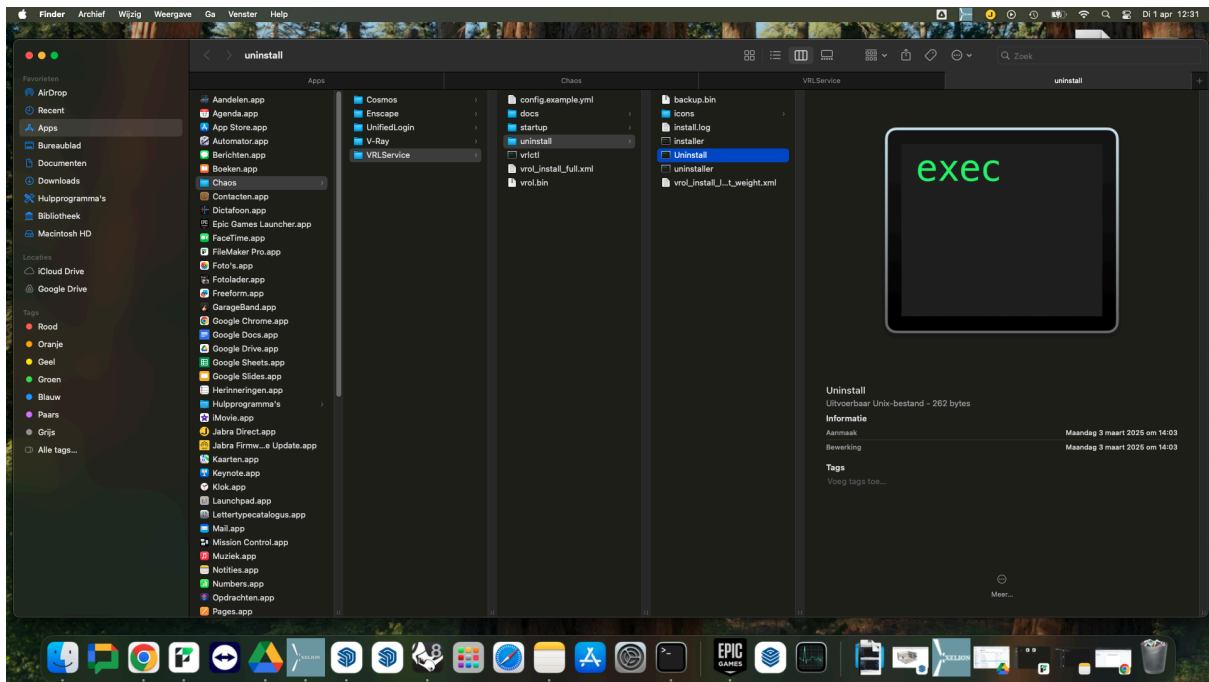 Finder Archief Wijzig Weergave Ga Venster Help
Di 1 apr 12:31
uninstall
Zoek
Apps Chaos VRLService uninstall
Favorieten
AirDrop
Recent
Apps
Bureaublad
Documenten
Downloads
Hulpprogramma's
Bibliotheek
Macintosh HD
Locaties
iCloud Drive
Google Drive
Tags
Rood
Oranje
Geel
Groen
Blauw
Paars
Grijs
Alle tags...
Aandelen.app
Agenda.app
App Store.app
Automator.app
Berichten.app
Boeken.app
Chaos
Contacten.app
Dictafoon.app
Epic Games Launcher.app
FaceTime.app
FileMaker Pro.app
Foto's.app
Fotolader.app
Freeform.app
GarageBand.app
Google Chrome.app
Google Docs.app
Google Drive.app
Google Sheets.app
Google Slides.app
Herinneringen.app
Hulpprogramma's
iMovie.app
Jabra Direct.app
Jabra Firmw...e Update.app
Kaarten.app
Keynote.app
Klok.app
Launchpad.app
Lettertypecatalogus.app
Mail.app
Mission Control.app
Muziek.app
Notities.app
Numbers.app
Opdrachten.app
Pages.app
Cosmos
Enscape
UnifiedLogin
V-Ray
VRLService
config.example.yml
docs
startup
uninstall
vrlctl
vrol_install_full.xml
vrol.bin
backup.bin
icons
install.log
installer
Uninstall
uninstaller
vrol_install_l...t_weight.xml
exec
Uninstall
Uitvoerbaar Unix-bestand - 262 bytes
Informatie
Aanmaak Maandag 3 maart 2025 om 14:03
Bewerking Maandag 3 maart 2025 om 14:03
Tags
Voeg tags toe...
Meer...
XELION
EPIC
GAMES
XELION